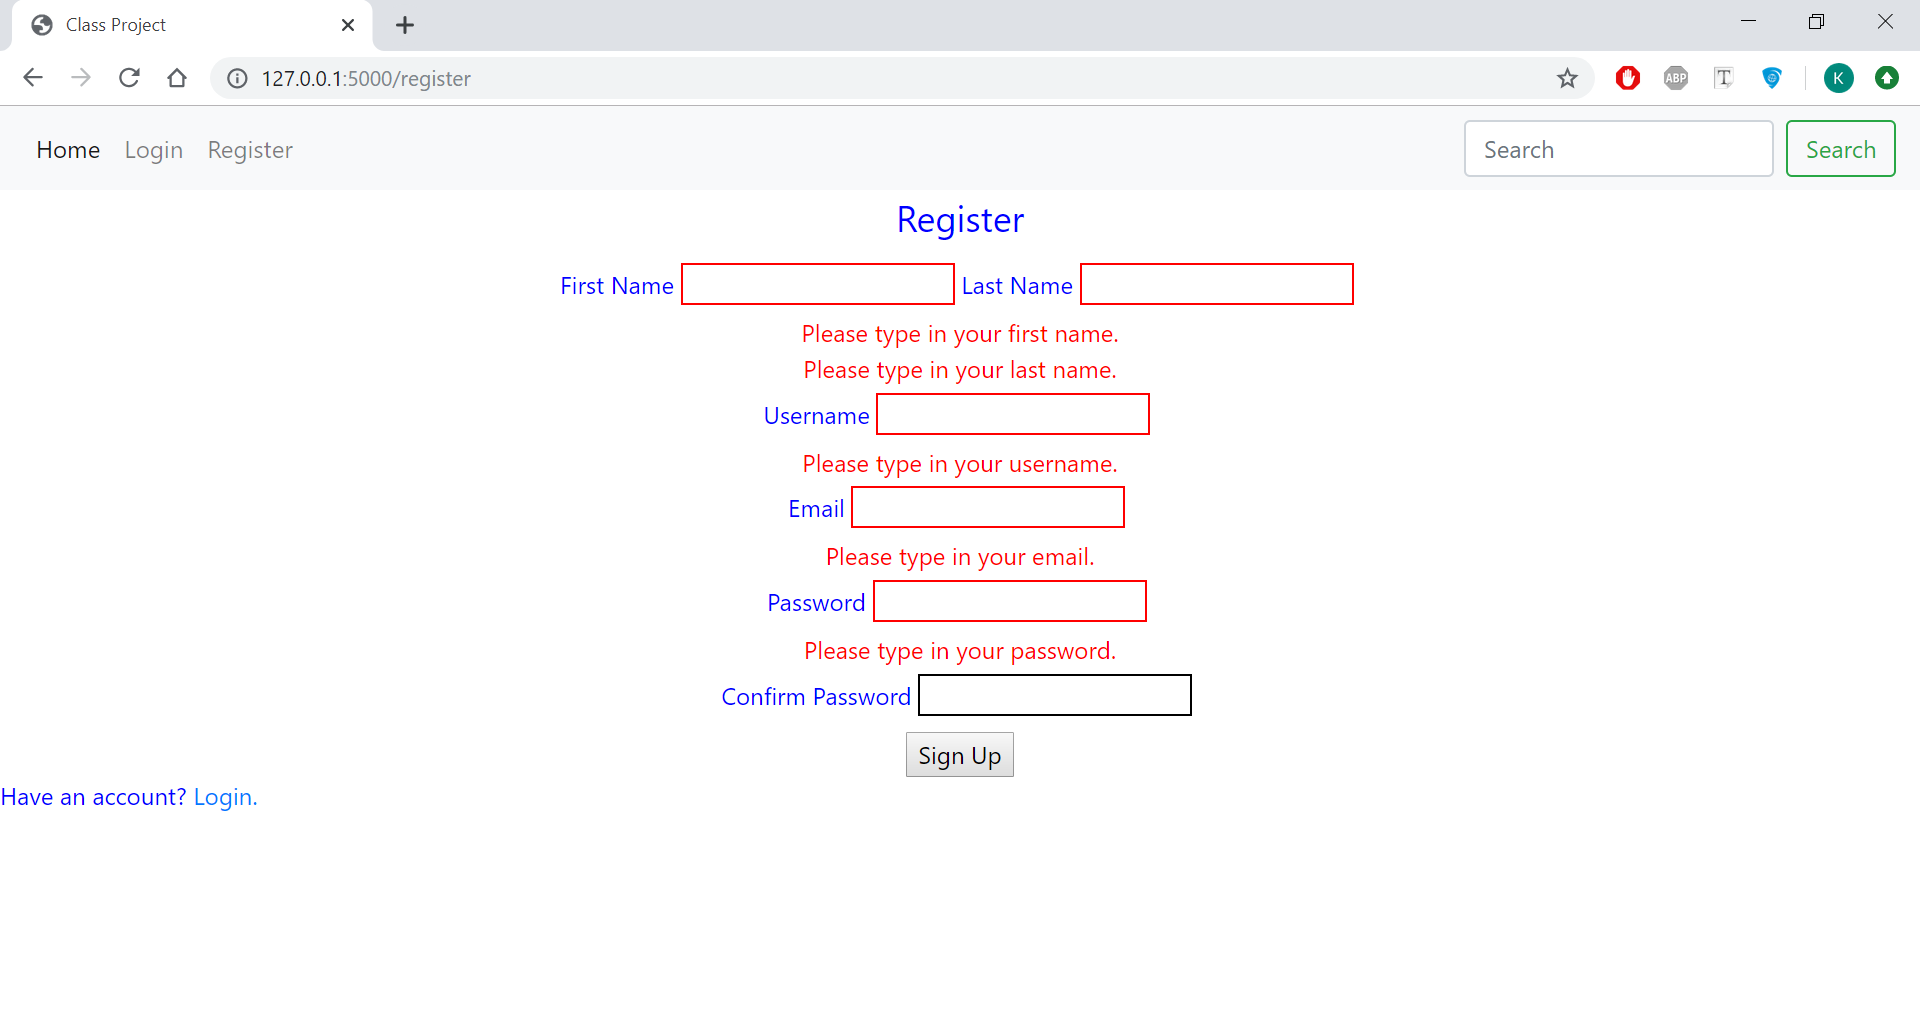 Class Project
127.0.0.1:5000/register
ABP
T
K
Home Login Register Search Search
Register
First Name Last Name
Please type in your first name.
Please type in your last name.
Username
Please type in your username.
Email
Please type in your email.
Password
Please type in your password.
Confirm Password
Sign Up
Have an account? Login.